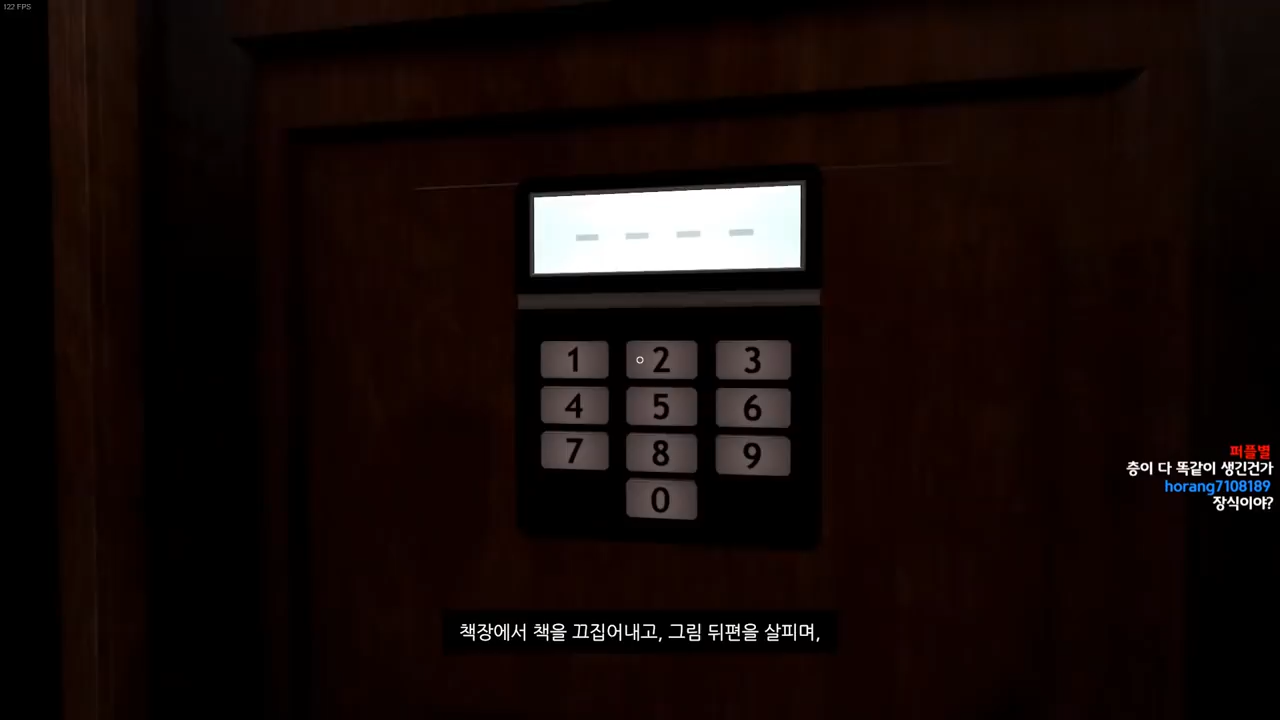 122 FPS
1 2 3
4 5 6
7 8 9
0
퍼플별
층이 다 똑같이 생긴건가
horang7108189
장식이야?
책장에서 책을 끄집어내고, 그림 뒤편을 살피며,